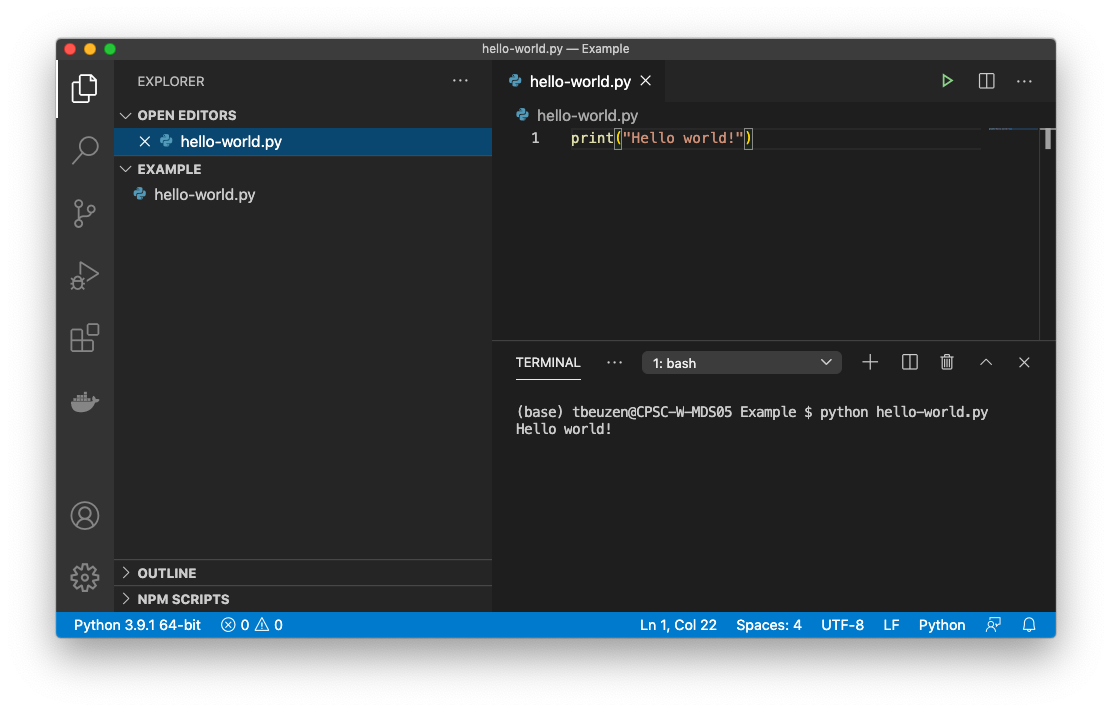 hello-world.py — Example
EXPLORER
OPEN EDITORS
hello-world.py
EXAMPLE
hello-world.py
OUTLINE
NPM SCRIPTS
hello-world.py
hello-world.py
1 print("Hello world!")
TERMINAL
1: bash
(base) tbeuzen@CPSC-W-MDS05 Example $ python hello-world.py
Hello world!
Python 3.9.1 64-bit 0 0 Ln 1, Col 22 Spaces: 4 UTF-8 LF Python